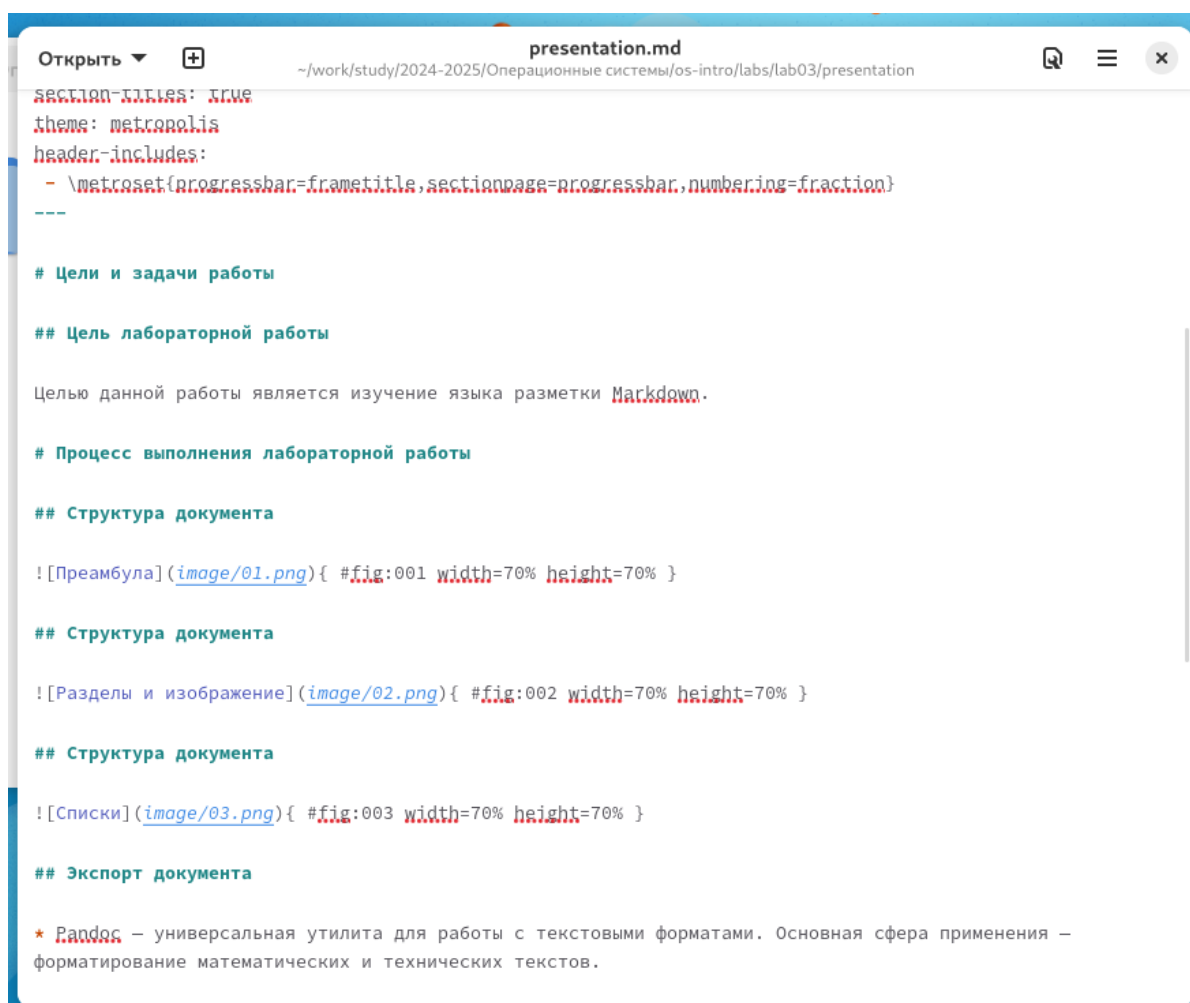 Открыть
presentation.md
~/work/study/2024-2025/Операционные системы/os-intro/labs/lab03/presentation
section-titles: true
theme: metropolis
header-includes:
 - \metroset{progressbar=frametitle,sectionpage=progressbar,numbering=fraction}
---
# Цели и задачи работы
## Цель лабораторной работы
Целью данной работы является изучение языка разметки Markdown.
# Процесс выполнения лабораторной работы
## Структура документа
![Преамбула](image/01.png){ #fig:001 width=70% height=70% }
## Структура документа
![Разделы и изображение](image/02.png){ #fig:002 width=70% height=70% }
## Структура документа
![Списки](image/03.png){ #fig:003 width=70% height=70% }
## Экспорт документа
* Pandoc — универсальная утилита для работы с текстовыми форматами. Основная сфера применения —
форматирование математических и технических текстов.